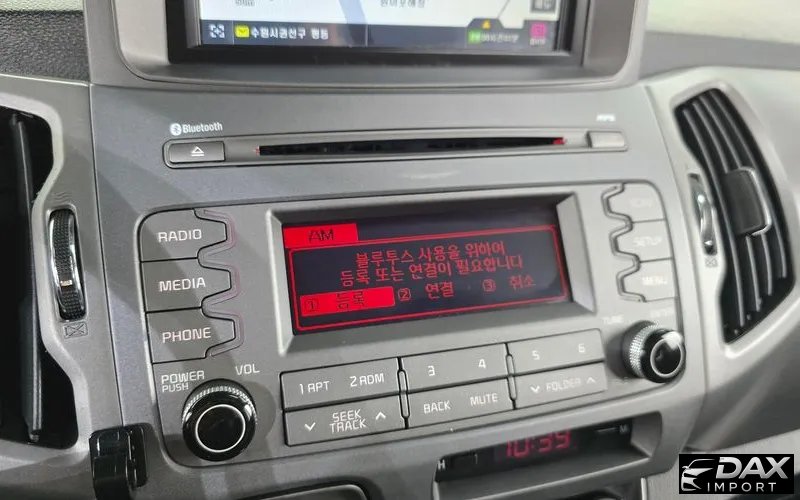 Bluetooth
RADIO
MEDIA
PHONE
AM
블루투스 사용을 위하여
등록 또는 연결이 필요합니다
① 등록 ② 연결 ③ 취소
SETUP
MENU
POWER
PUSH
VOL
TUNE
ENTER
1 RPT 2 RDM
3 4
5 6
SEEK
TRACK
BACK MUTE
FOLDER
10:39
H
M
DAX
IMPORT